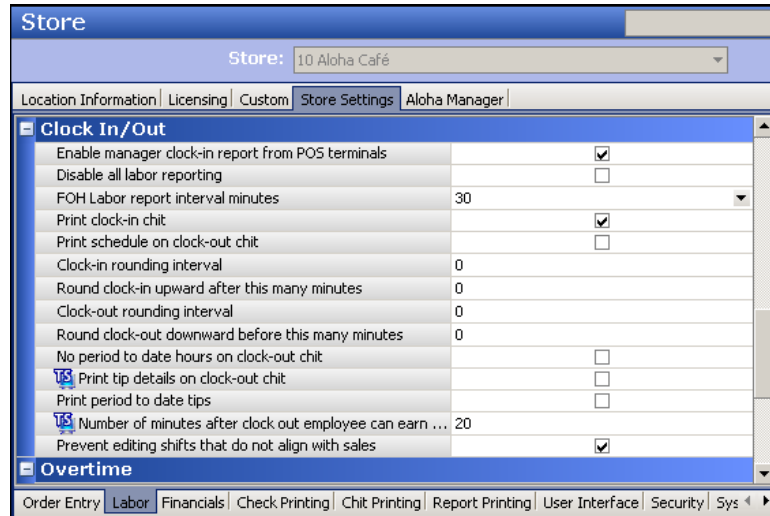 Store
Store: 10 Aloha Café
Location Information Licensing Custom Store Settings Aloha Manager
Clock In/Out
Enable manager clock-in report from POS terminals
Disable all labor reporting
FOH Labor report interval minutes 30
Print clock-in chit
Print schedule on clock-out chit
Clock-in rounding interval 0
Round clock-in upward after this many minutes 0
Clock-out rounding interval 0
Round clock-out downward before this many minutes 0
No period to date hours on clock-out chit
TS Print tip details on clock-out chit
Print period to date tips
TS Number of minutes after clock out employee can earn ... 20
Prevent editing shifts that do not align with sales
Overtime
Order Entry Labor Financials Check Printing Chit Printing Report Printing User Interface Security Sys